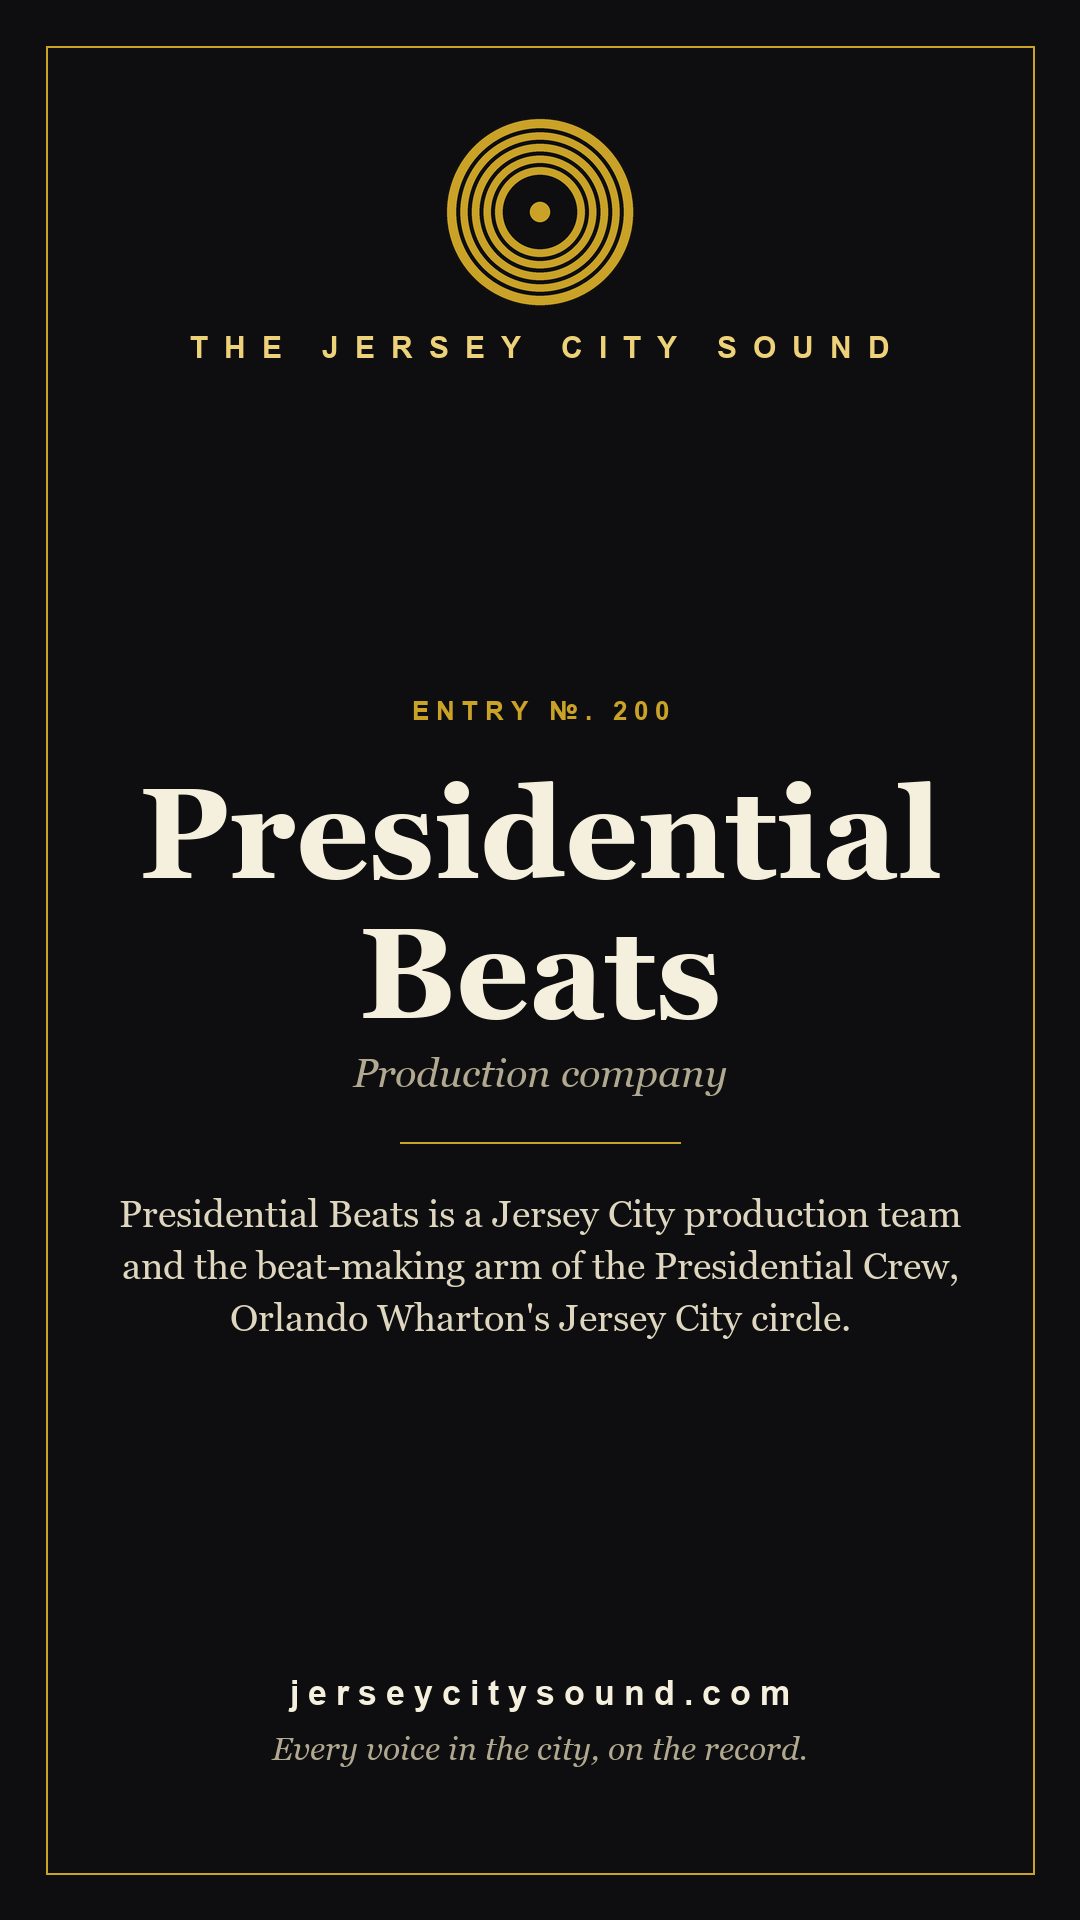 THE JERSEY CITY SOUND
ENTRY №. 200
Presidential
Beats
Production company
Presidential Beats is a Jersey City production team
and the beat-making arm of the Presidential Crew,
Orlando Wharton's Jersey City circle.
jerseycitysound.com
Every voice in the city, on the record.